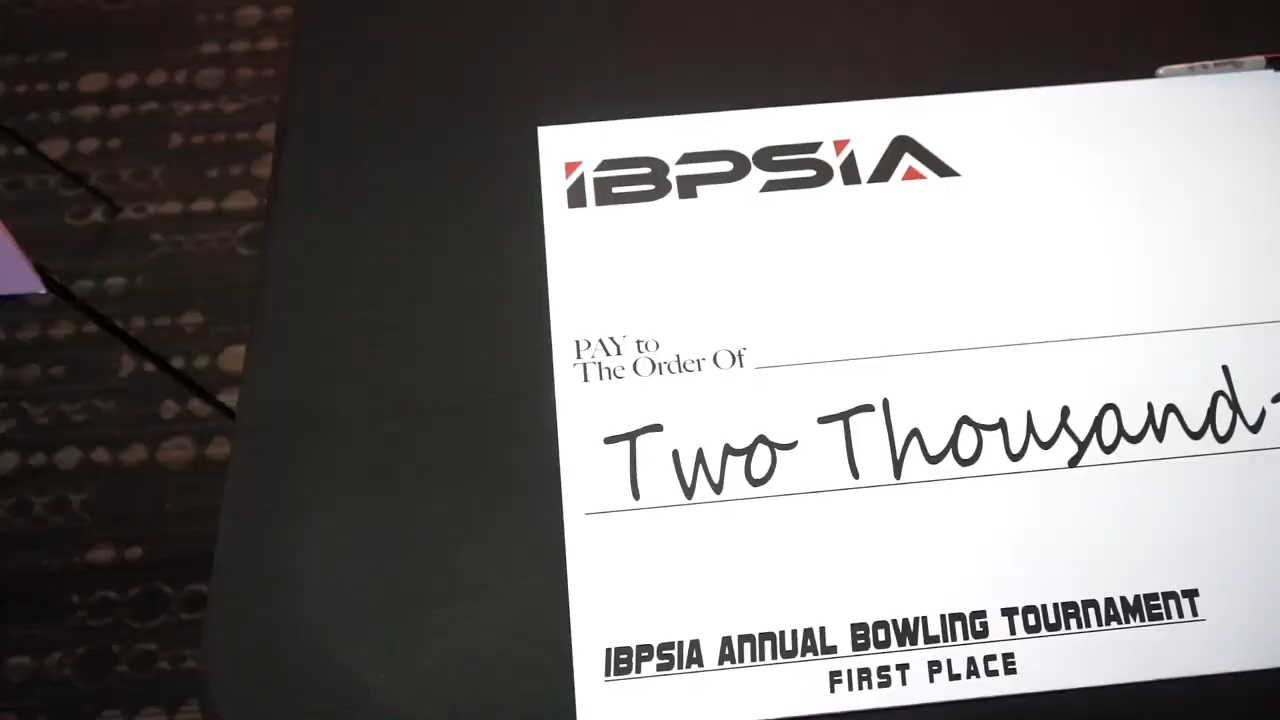 IBPSIA
PAY to
The Order Of
Two Thousand-
IBPSIA ANNUAL BOWLING TOURNAMENT
FIRST PLACE